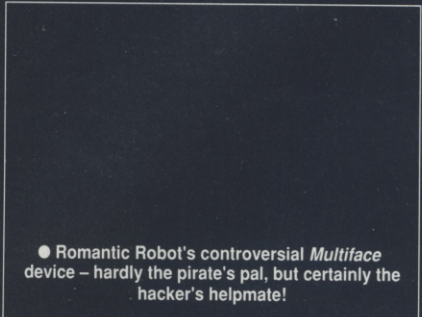 ● Romantic Robot's controversial Multiface
device – hardly the pirate's pal, but certainly the
hacker's helpmate!